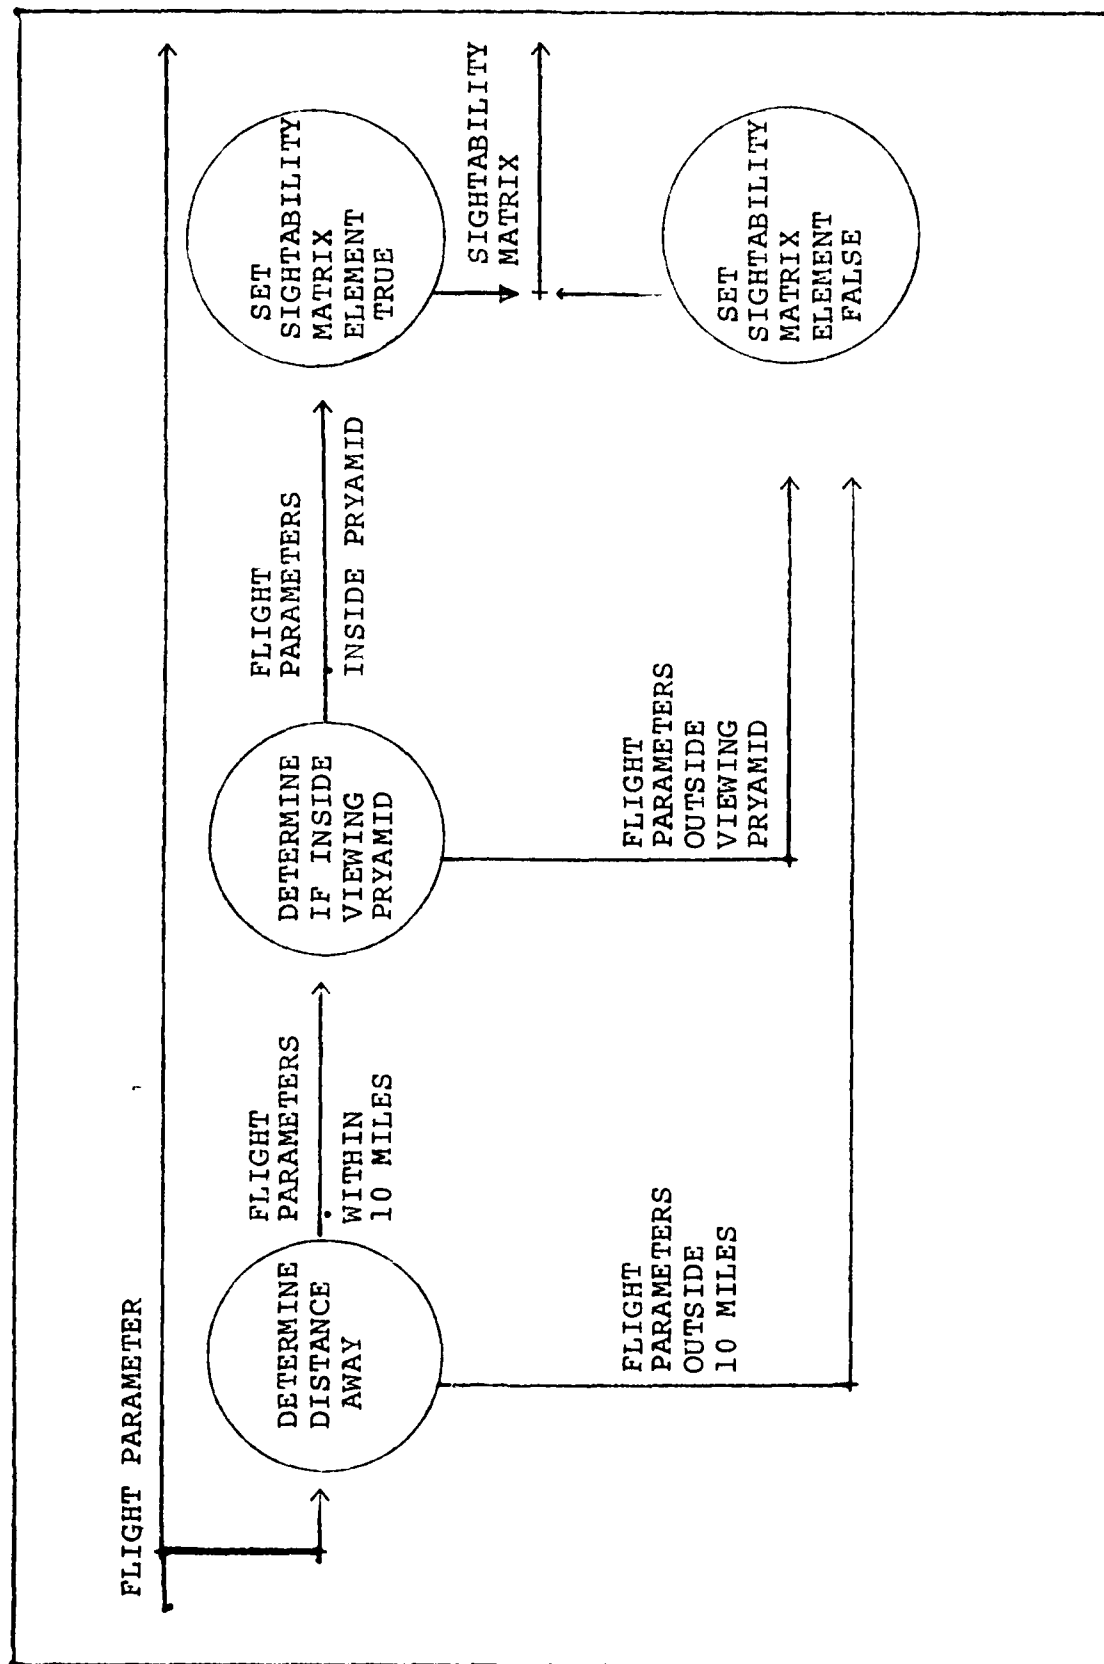 FLIGHT PARAMETER
DETERMINE
DISTANCE
AWAY
FLIGHT
PARAMETERS
WITHIN
10 MILES
DETERMINE
IF INSIDE
VIEWING
PRYAMID
FLIGHT
PARAMETERS
INSIDE PRYAMID
SET
SIGHTABILITY
MATRIX
ELEMENT
TRUE
SIGHTABILITY
MATRIX
FLIGHT
PARAMETERS
OUTSIDE
10 MILES
FLIGHT
PARAMETERS
OUTSIDE
VIEWING
PRYAMID
SET
SIGHTABILITY
MATRIX
ELEMENT
FALSE